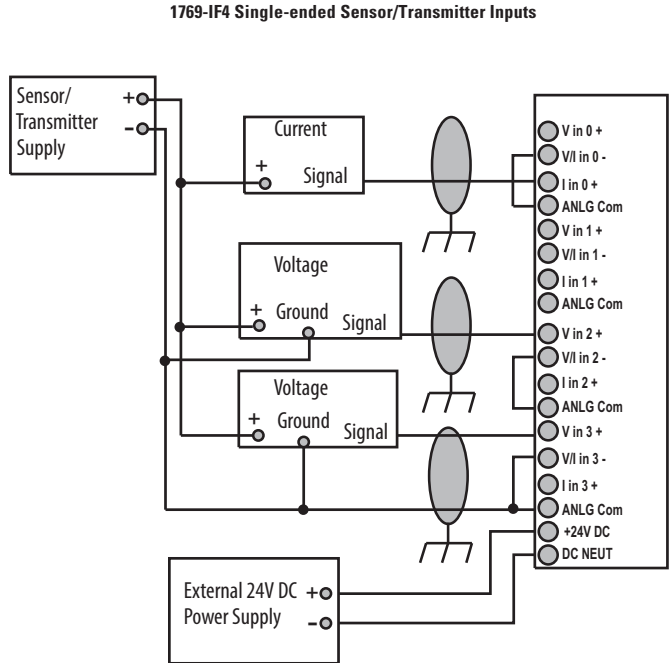 1769-IF4 Single-ended Sensor/Transmitter Inputs
Sensor/
Transmitter
Supply
+
-
Current
+
Signal
Voltage
+
Ground
Signal
Voltage
+
Ground
Signal
External 24V DC
Power Supply
+
-
V in 0 +
V/I in 0 -
I in 0 +
ANLG Com
V in 1 +
V/I in 1 -
I in 1 +
ANLG Com
V in 2 +
V/I in 2 -
I in 2 +
ANLG Com
V in 3 +
V/I in 3 -
I in 3 +
ANLG Com
+24V DC
DC NEUT